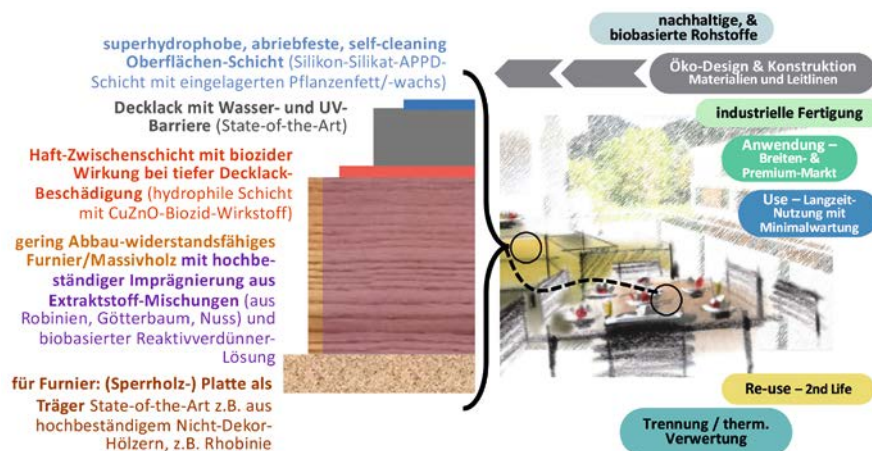 superhydrophobe, abriebfeste, self-cleaning
Oberflächen-Schicht (Silikon-Silikat-APPD-
Schicht mit eingelagerten Pflanzenfett/-wachs)
Decklack mit Wasser- und UV-
Barriere (State-of-the-Art)
Haft-Zwischenschicht mit biozider
Wirkung bei tiefer Decklack-
Beschädigung (hydrophile Schicht
mit CuZnO-Biozid-Wirkstoff)
gering Abbau-widerstandsfähiges
Furnier/Massivholz mit hochbe-
ständiger Imprägnierung aus
Extraktstoff-Mischungen (aus
Robinien, Götterbaum, Nuss) und
biobasierter Reaktivverdünner-
Lösung
für Furnier: (Sperrholz-) Platte als
Träger State-of-the-Art z.B. aus
hochbeständigem Nicht-Dekor-
Hölzern, z.B. Rhobinie
nachhaltige, &
biobasierte Rohstoffe
Öko-Design & Konstruktion
Materialien und Leitlinen
industrielle Fertigung
Anwendung –
Breiten- &
Premium-Markt
Use – Langzeit-
Nutzung mit
Minimalwartung
Re-use – 2nd Life
Trennung / therm.
Verwertung